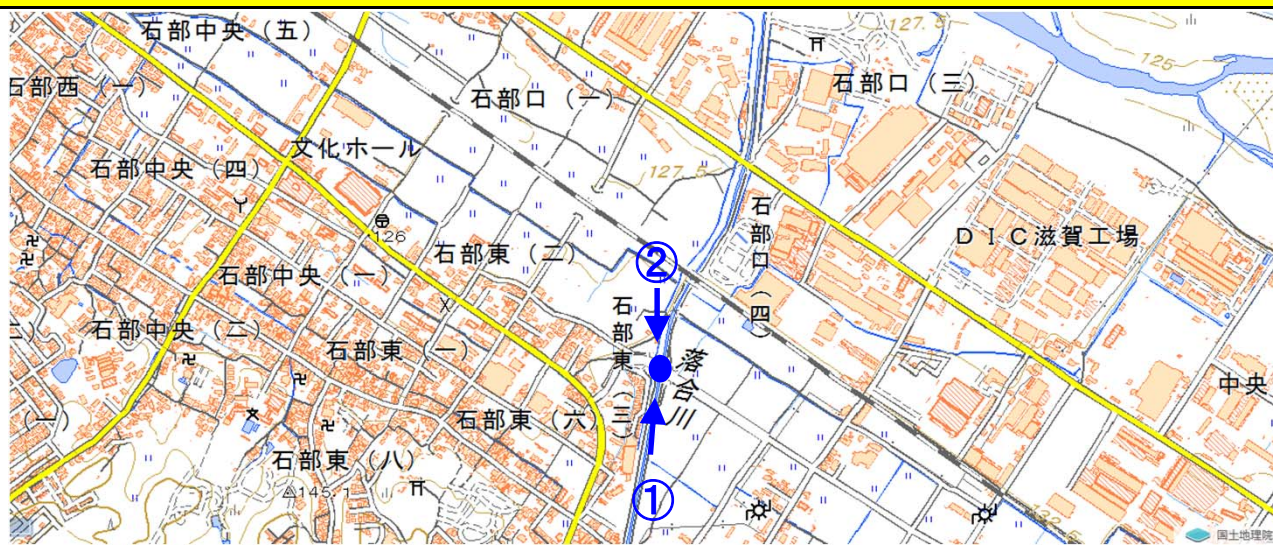 石部中央(五)
127.5
125
石部西(一)
石部口(一)
石部口(三)
文化ホール
石部中央(四)
127.5
126
石部東(二)
石部口(四)
DIC滋賀工場
②
石部中央(一)
石部東(三)
石部中央(二)
石部東(一)
落合川
中央
石部東(六)
石部東(八)
145.1
①
132.5
国土地理院